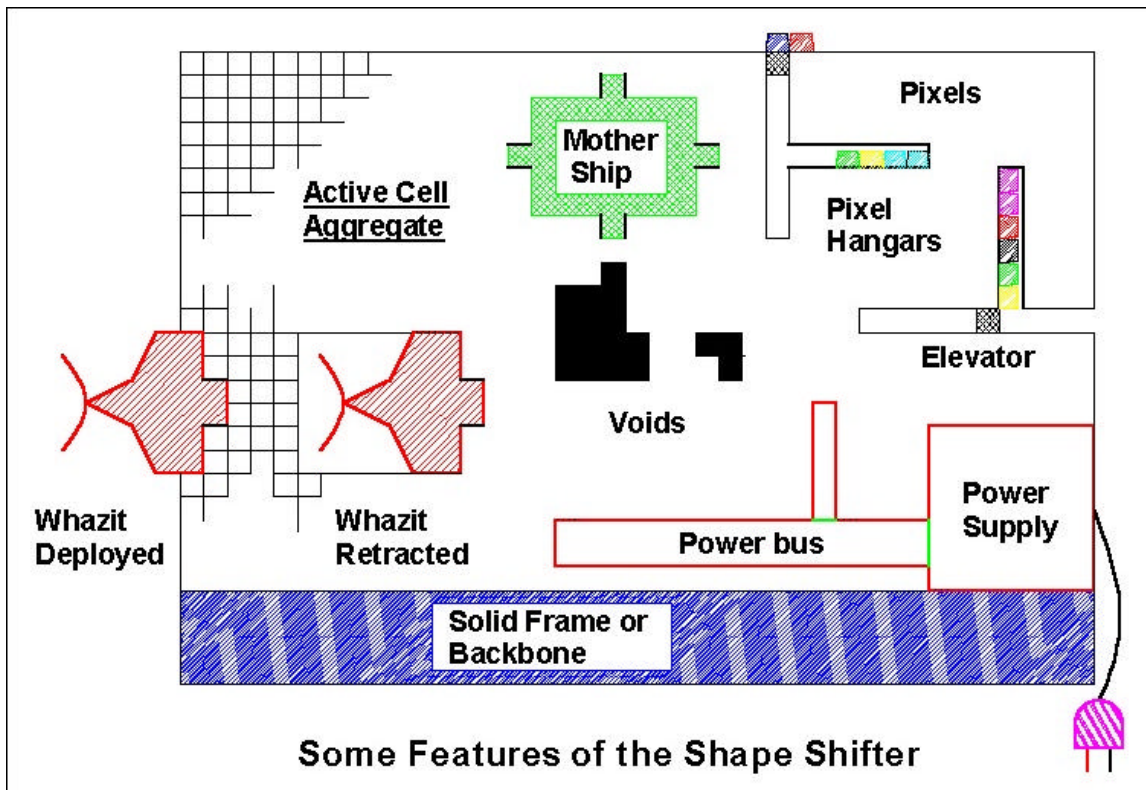 Pixels
Mother
Ship
Active Cell
Aggregate
Pixel
Hangars
Elevator
Voids
Whazit
Deployed
Whazit
Retracted
Power
Supply
Power bus
Solid Frame or
Backbone
Some Features of the Shape Shifter